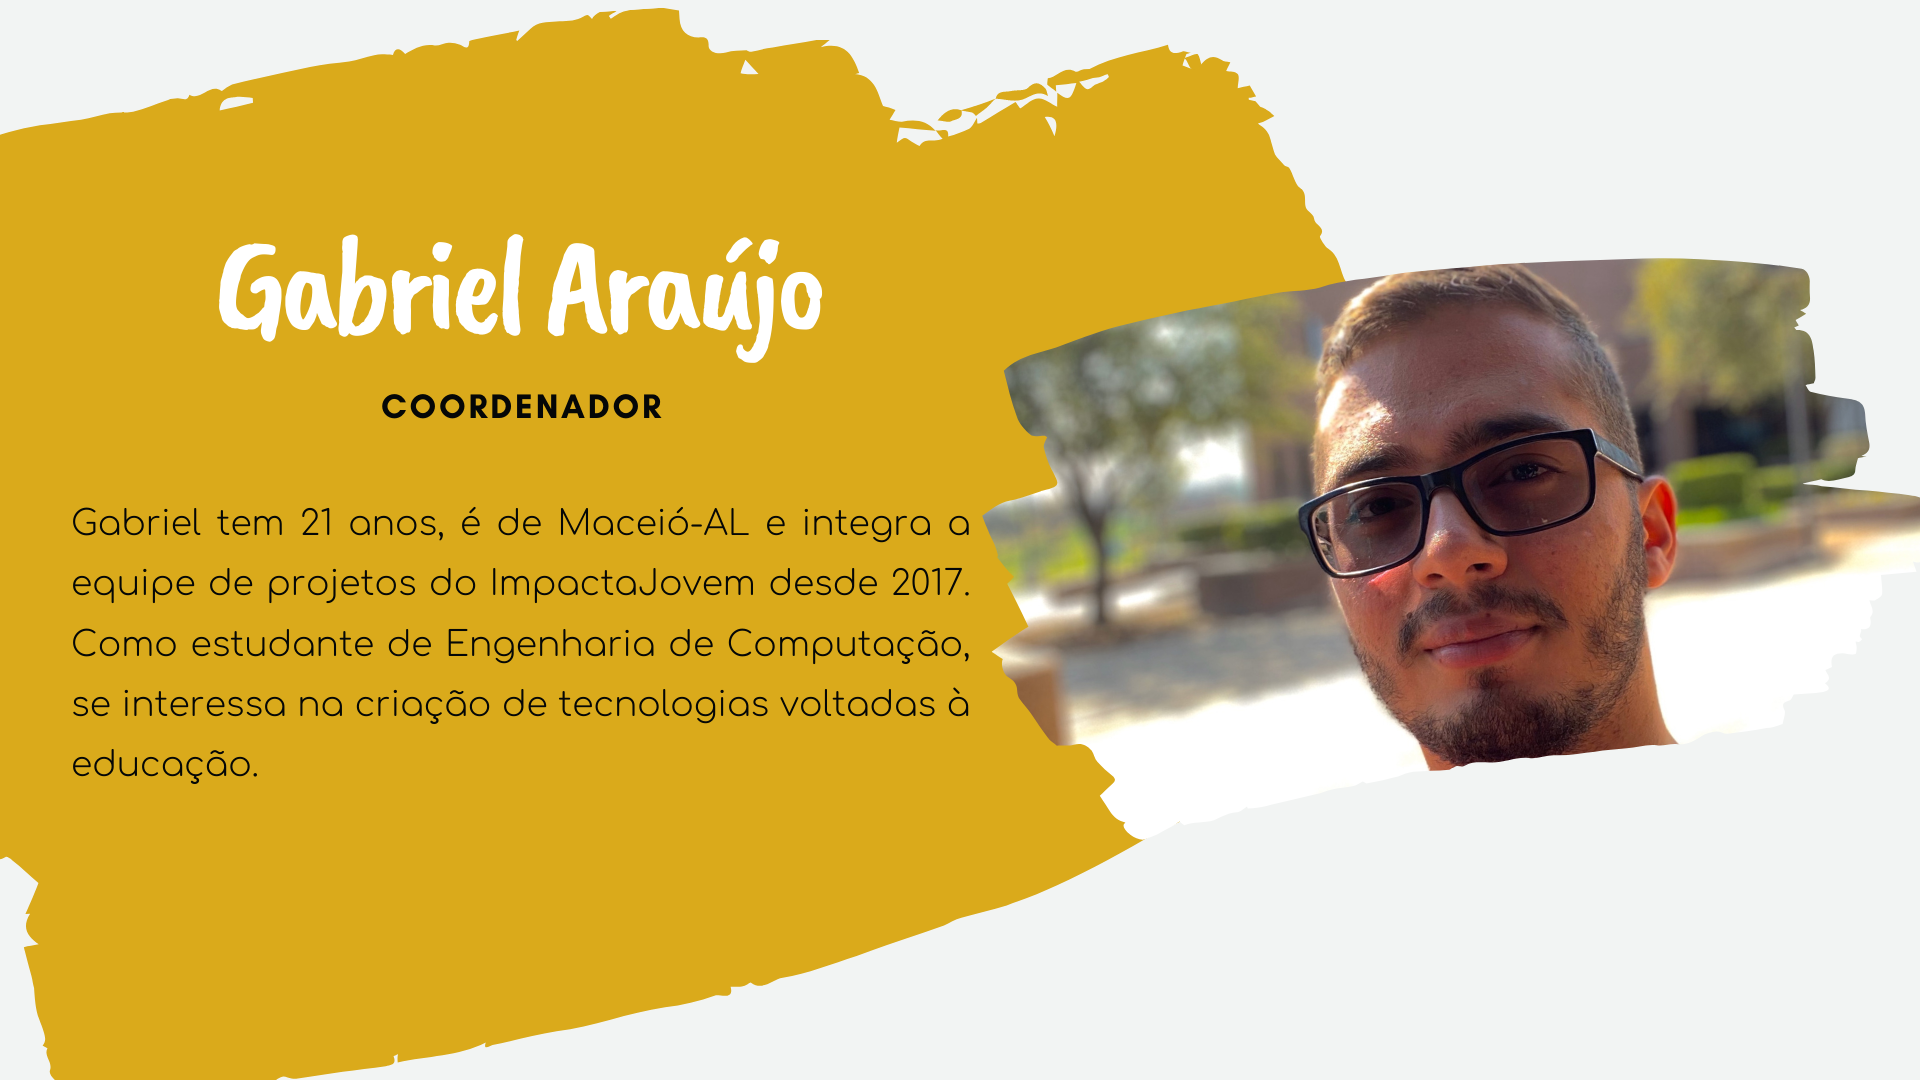 Gabriel Araújo
COORDENADOR
Gabriel tem 21 anos, é de Maceió-AL e integra a
equipe de projetos do ImpactaJovem desde 2017.
Como estudante de Engenharia de Computação,
se interessa na criação de tecnologias voltadas à
educação.